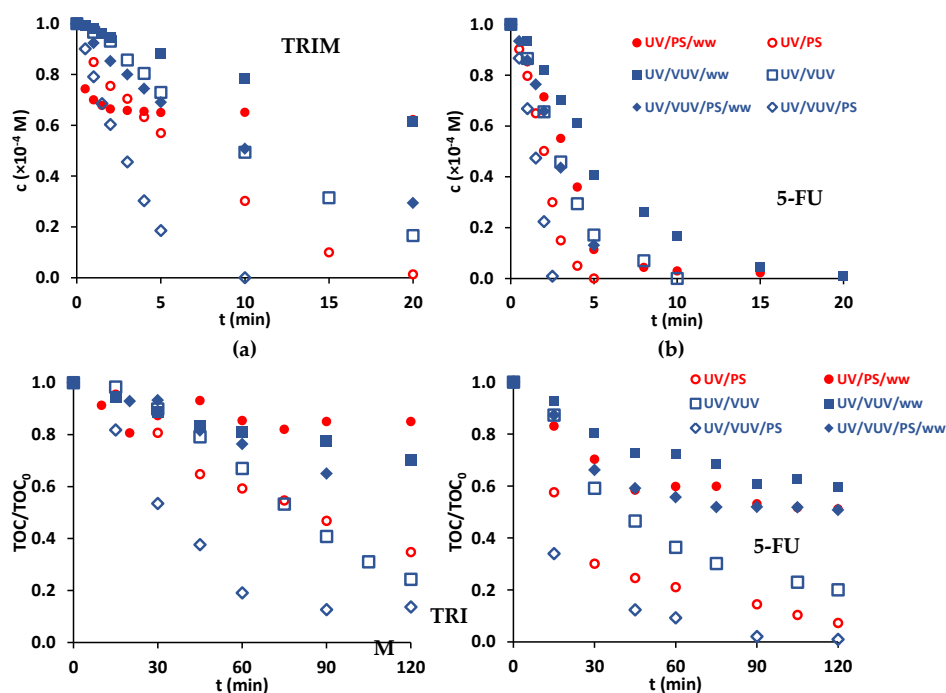 TRIM
c (×10⁻⁴ M)
1.0
0.8
0.6
0.4
0.2
0.0
0 5 10 15 20
t (min)
(a)
UV/PS/ww UV/PS
UV/VUV/ww UV/VUV
UV/VUV/PS/ww UV/VUV/PS
5-FU
c (×10⁻⁴ M)
1.0
0.8
0.6
0.4
0.2
0.0
0 5 10 15 20
t (min)
(b)
TOC/TOC₀
1.0
0.8
0.6
0.4
0.2
0.0
0 30 60 90 120
t (min)
TRI
M
UV/PS UV/PS/ww
UV/VUV UV/VUV/ww
UV/VUV/PS UV/VUV/PS/ww
5-FU
TOC/TOC₀
1.0
0.8
0.6
0.4
0.2
0.0
0 30 60 90 120
t (min)